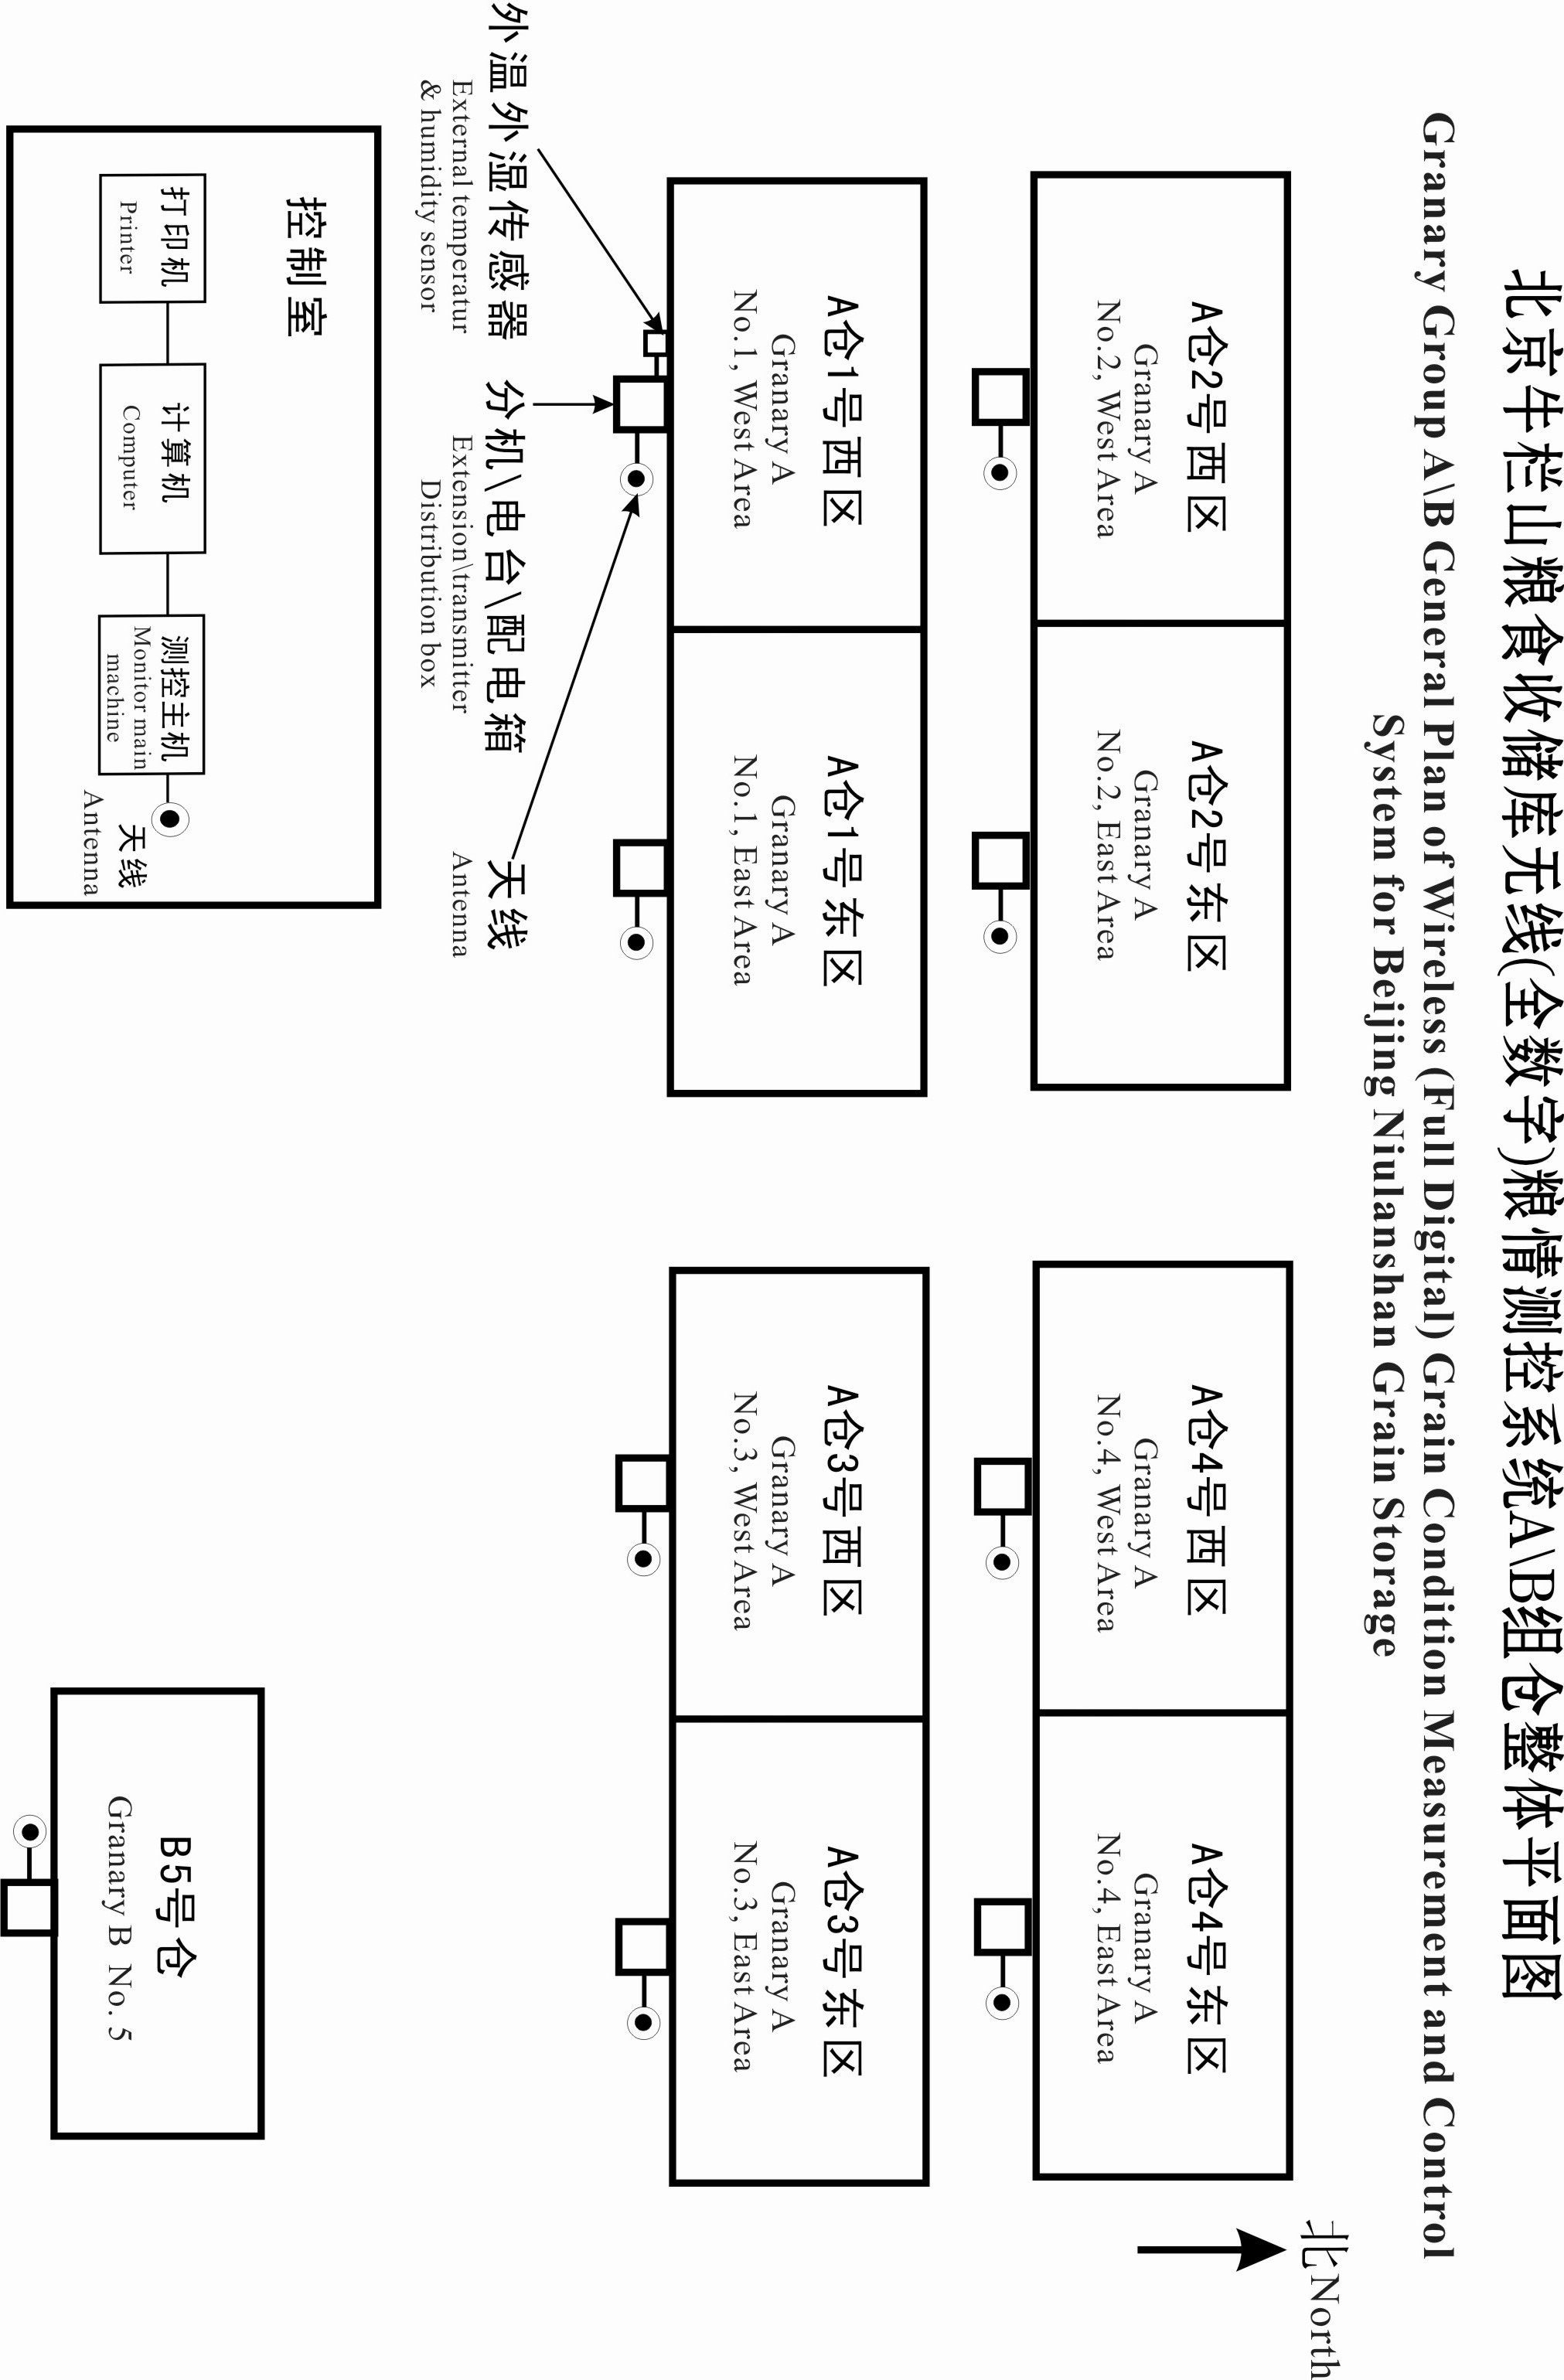 北京牛栏山粮食收储库无线(全数字)粮情测控系统A\B组仓整体平面图
Granary Group A\B General Plan of Wireless (Full Digital) Grain Condition Measurement and Control
System for Beijing Niulanshan Grain Storage
北North
A仓2号西区
Granary A
No.2, West Area
A仓2号东区
Granary A
No.2, East Area
A仓4号西区
Granary A
No.4, West Area
A仓4号东区
Granary A
No.4, East Area
A仓1号西区
Granary A
No.1, West Area
A仓1号东区
Granary A
No.1, East Area
A仓3号西区
Granary A
No.3, West Area
A仓3号东区
Granary A
No.3, East Area
外温外湿传感器
External temperatur
& humidity sensor
分机\电台\配电箱
Extension\transmitter
Distribution box
天线
Antenna
控制室
打印机
Printer
计算机
Computer
测控主机
Monitor main
machine
天线
Antenna
B5号仓
Granary B No. 5